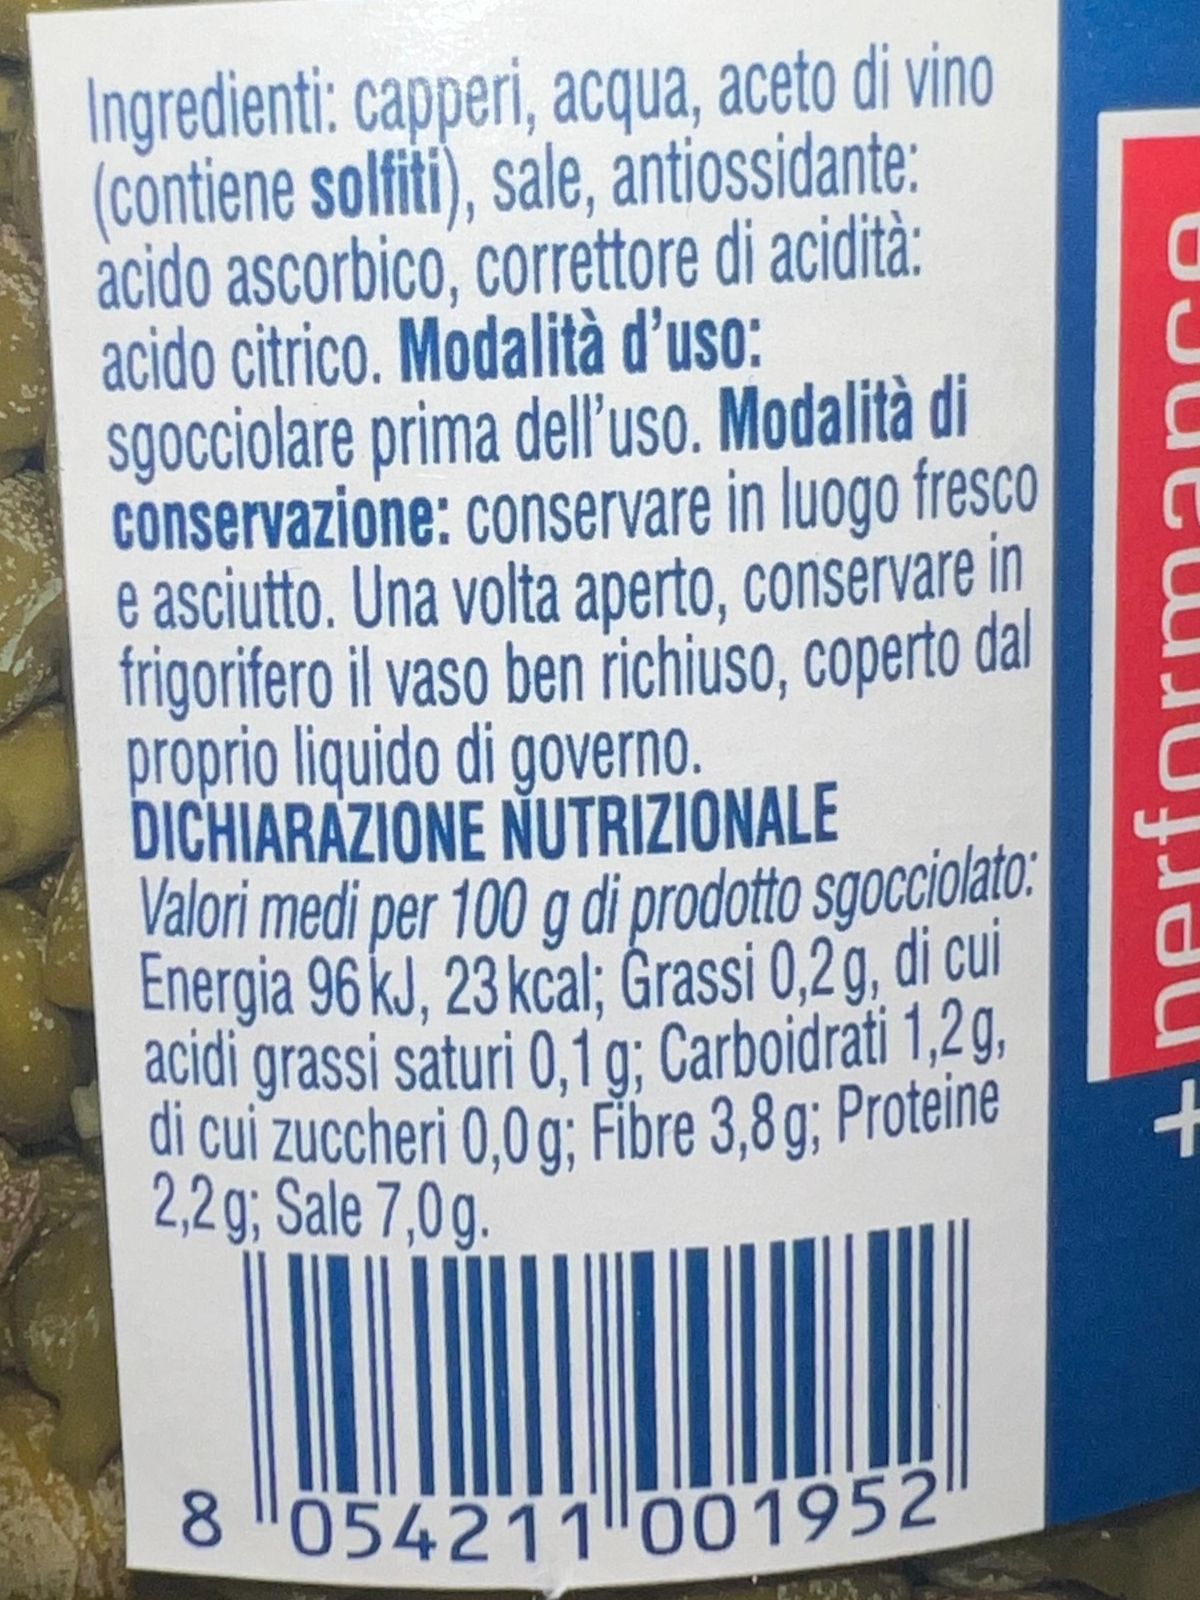 Ingredienti: capperi, acqua, aceto di vino
(contiene solfiti), sale, antiossidante:
acido ascorbico, correttore di acidità:
acido citrico. Modalità d'uso:
sgocciolare prima dell'uso. Modalità di
conservazione: conservare in luogo fresco
e asciutto. Una volta aperto, conservare in
frigorifero il vaso ben richiuso, coperto dal
proprio liquido di governo.
DICHIARAZIONE NUTRIZIONALE
Valori medi per 100 g di prodotto sgocciolato:
Energia 96 kJ, 23 kcal; Grassi 0,2 g, di cui
acidi grassi saturi 0,1 g; Carboidrati 1,2 g,
di cui zuccheri 0,0 g; Fibre 3,8 g; Proteine
2,2 g; Sale 7,0 g.
8 054211 001952
+ performance